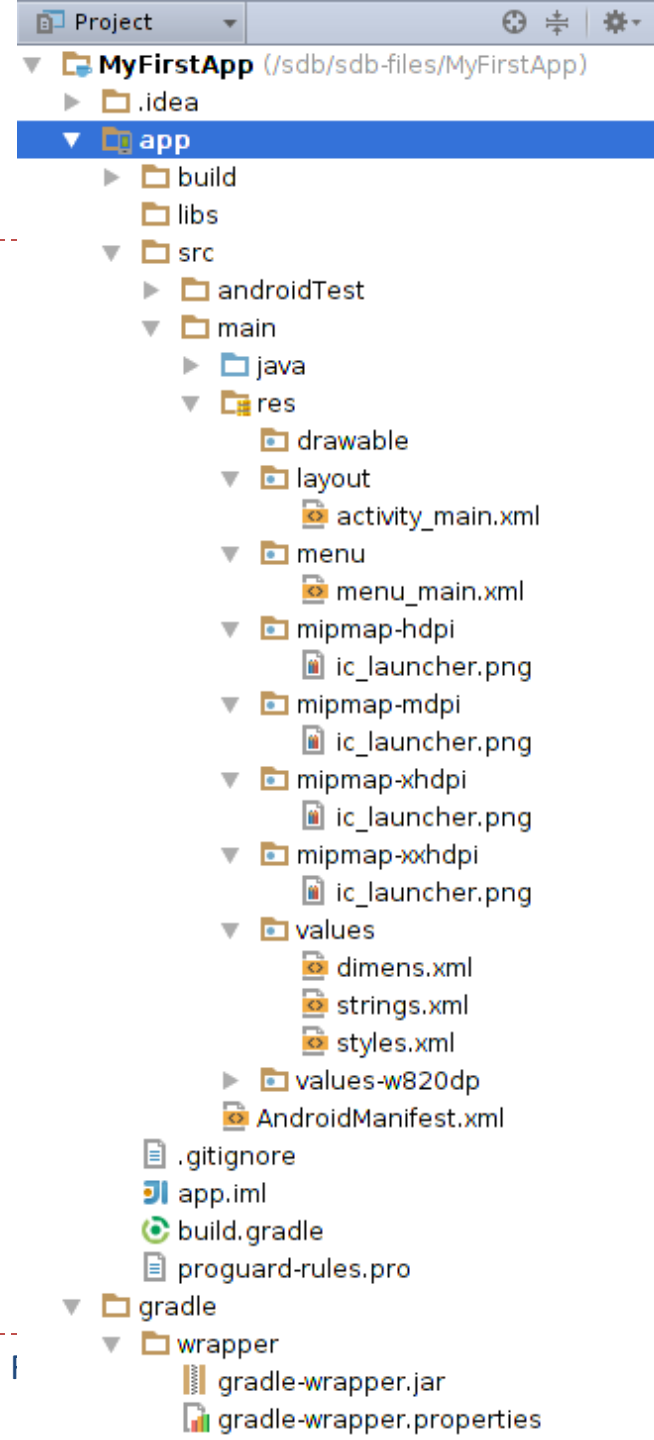 Project
MyFirstApp (/sdb/sdb-files/MyFirstApp)
.idea
app
build
libs
src
androidTest
main
java
res
drawable
layout
activity_main.xml
menu
menu_main.xml
mipmap-hdpi
ic_launcher.png
mipmap-mdpi
ic_launcher.png
mipmap-xhdpi
ic_launcher.png
mipmap-xxhdpi
ic_launcher.png
values
dimens.xml
strings.xml
styles.xml
values-w820dp
AndroidManifest.xml
.gitignore
app.iml
build.gradle
proguard-rules.pro
gradle
wrapper
gradle-wrapper.jar
gradle-wrapper.properties